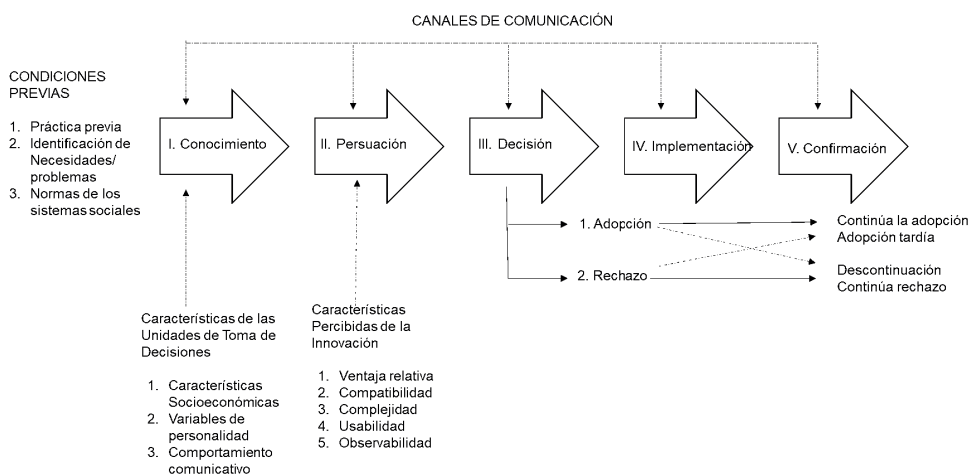 CANALES DE COMUNICACIÓN
CONDICIONES
PREVIAS
1. Práctica previa
2. Identificación de
Necesidades/
problemas
3. Normas de los
sistemas sociales
I. Conocimiento
II. Persuación
III. Decisión
IV. Implementación
V. Confirmación
1. Adopción
2. Rechazo
Continúa la adopción
Adopción tardía
Descontinuación
Continúa rechazo
Características de las
Unidades de Toma de
Decisiones
1. Características
Socioeconómicas
2. Variables de
personalidad
3. Comportamiento
comunicativo
Características
Percibidas de la
Innovación
1. Ventaja relativa
2. Compatibilidad
3. Complejidad
4. Usabilidad
5. Observabilidad